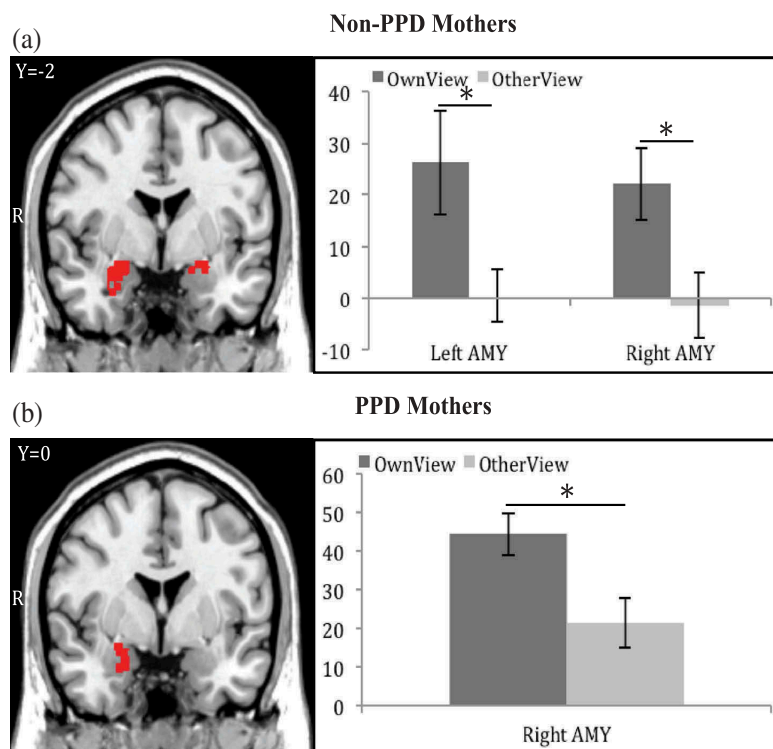 Non-PPD Mothers
(a)
Y=-2
R
OwnView OtherView
40
30
20
10
0
-10
*
*
Left AMY Right AMY
PPD Mothers
(b)
Y=0
R
OwnView OtherView
60
50
40
30
20
10
0
*
Right AMY